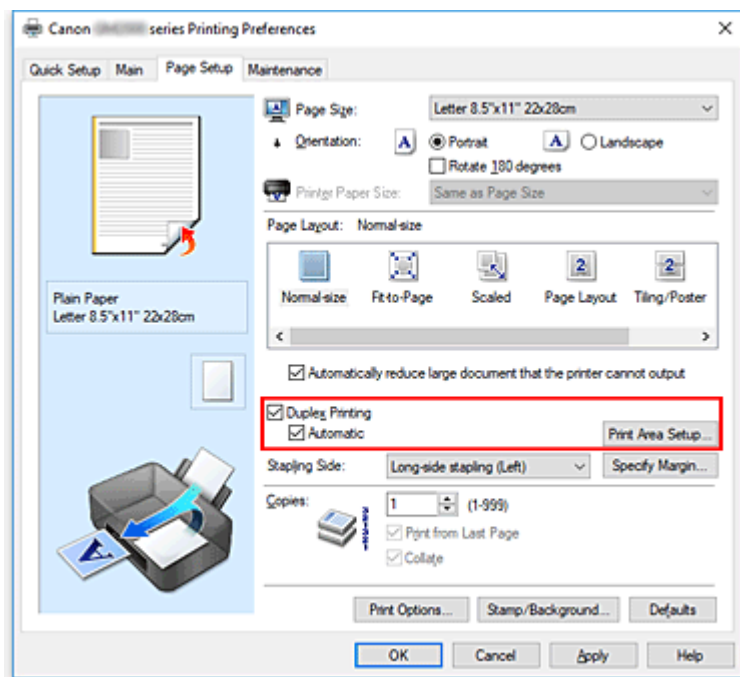 Canon series Printing Preferences
Quick Setup Main Page Setup Maintenance
Page Size: Letter 8.5"x11" 22x28cm
Orientation: A Portrait A Landscape
Rotate 180 degrees
Printer Paper Size: Same as Page Size
Page Layout: Normal-size
2 2
Normal-size Fit-to-Page Scaled Page Layout Tiling/Poster
Plain Paper
Letter 8.5"x11" 22x28cm
Automatically reduce large document that the printer cannot output
Duplex Printing
Automatic Print Area Setup...
Stapling Side: Long-side stapling (Left) Specify Margin...
Copies: 1 (1-999)
Print from Last Page
Collate
A
Print Options... Stamp/Background... Defaults
OK Cancel Apply Help